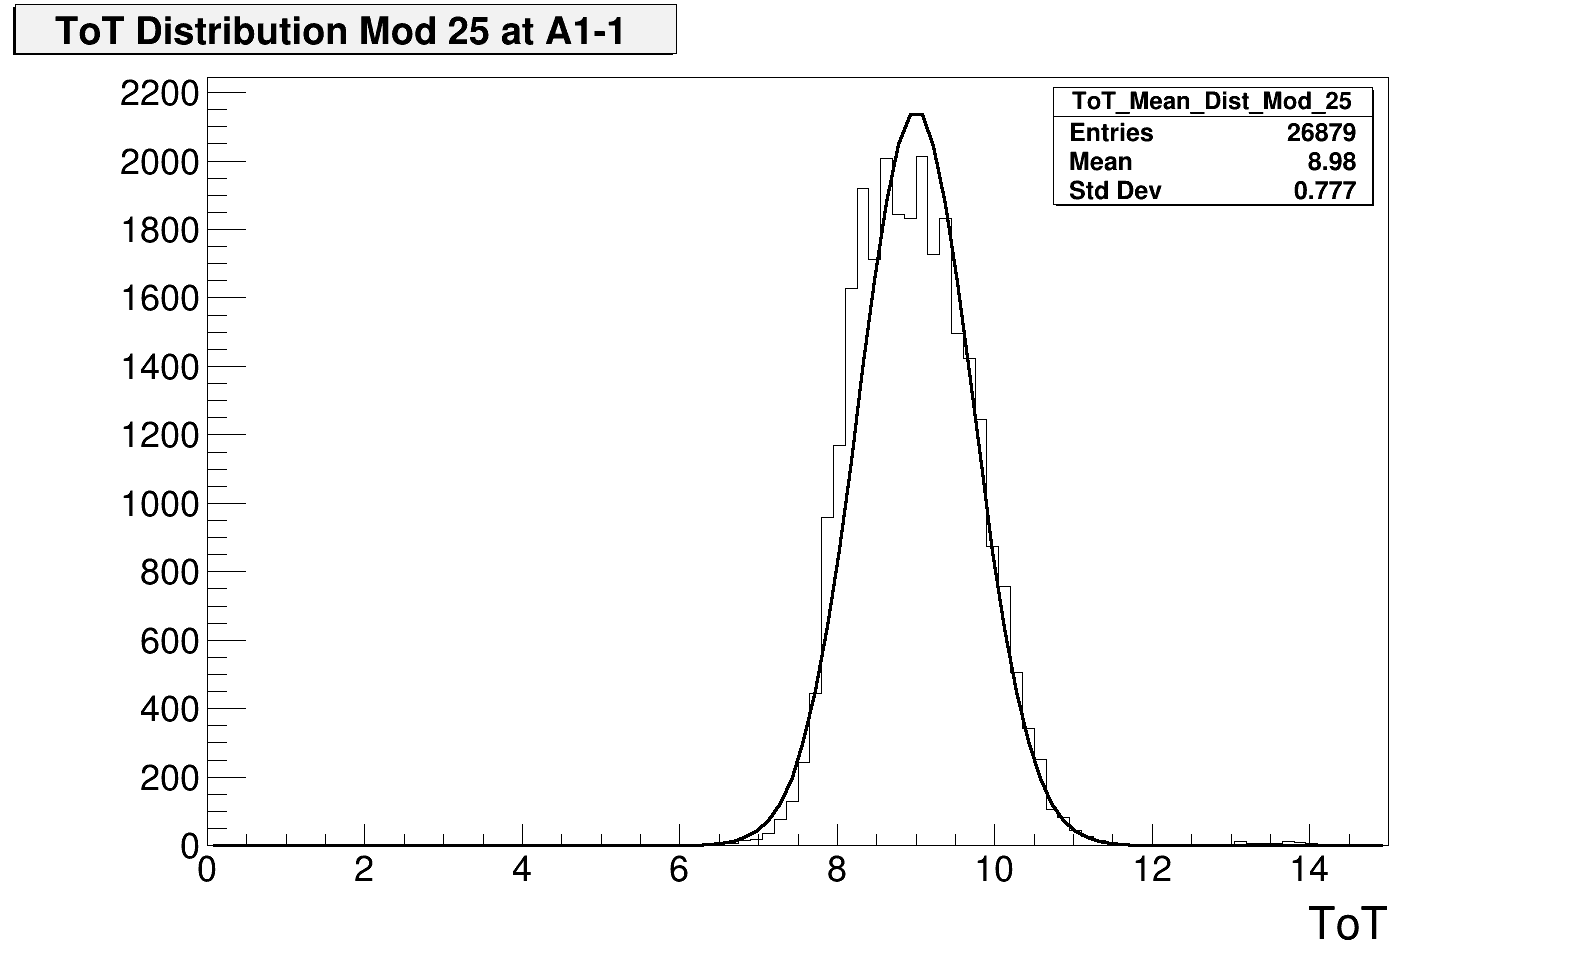 ToT Distribution Mod 25 at A1-1
ToT_Mean_Dist_Mod_25
Entries 26879
Mean 8.98
Std Dev 0.777
2200
2000
1800
1600
1400
1200
1000
800
600
400
200
0
0 2 4 6 8 10 12 14
ToT